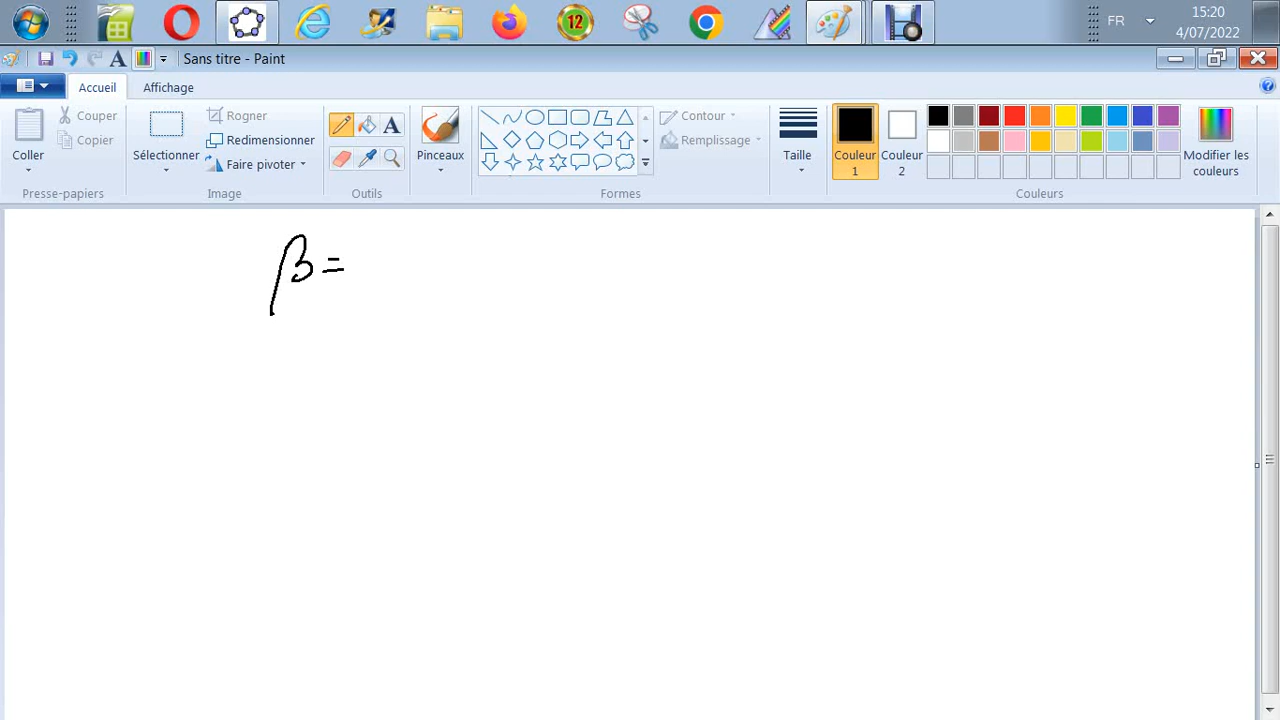 FR
15:20
4/07/2022
Sans titre - Paint
Accueil
Affichage
Coller
Couper
Copier
Presse-papiers
Sélectionner
Rogner
Redimensionner
Faire pivoter
Image
A
Outils
Pinceaux
Contour
Remplissage
Formes
Taille
Couleur 1
Couleur 2
Modifier les couleurs
Couleurs
12
β=